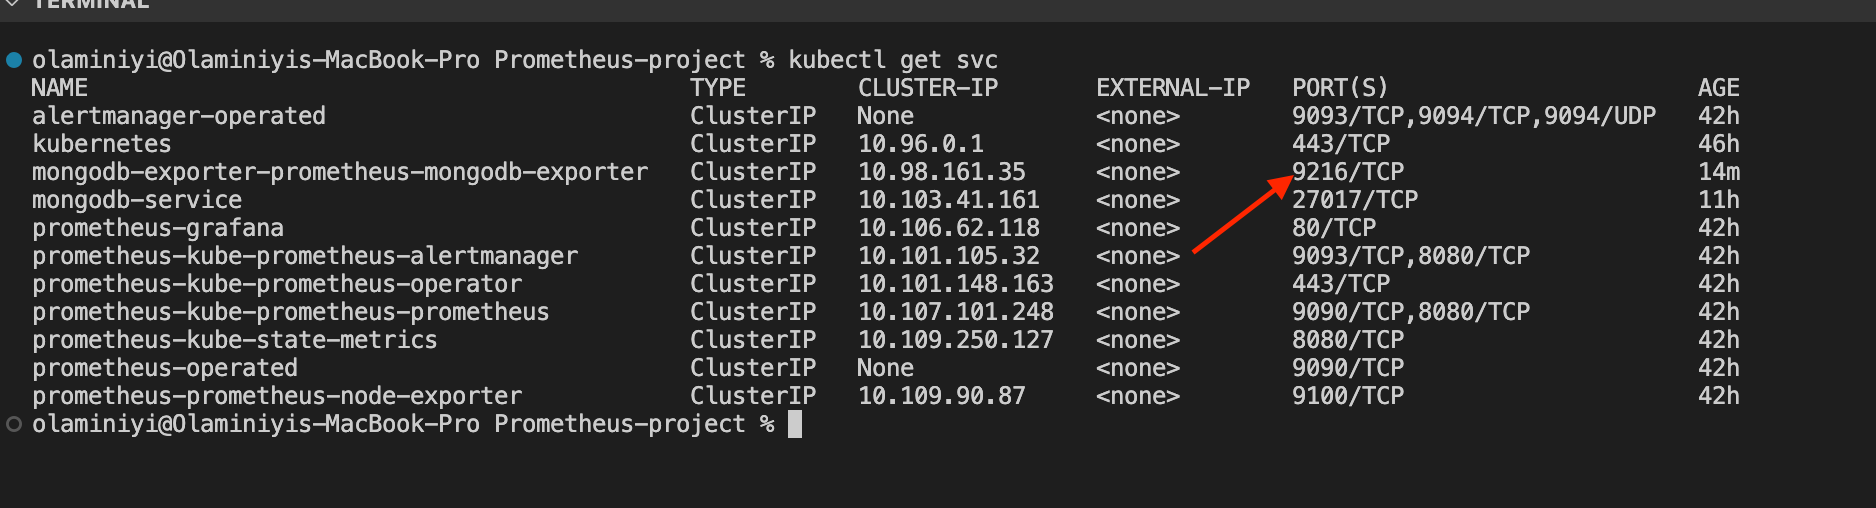 TERMINAL
olaminiyi@Olaminiyis-MacBook-Pro Prometheus-project % kubectl get svc
NAME TYPE CLUSTER-IP EXTERNAL-IP PORT(S) AGE
alertmanager-operated ClusterIP None <none> 9093/TCP,9094/TCP,9094/UDP 42h
kubernetes ClusterIP 10.96.0.1 <none> 443/TCP 46h
mongodb-exporter-prometheus-mongodb-exporter ClusterIP 10.98.161.35 <none> 9216/TCP 14m
mongodb-service ClusterIP 10.103.41.161 <none> 27017/TCP 11h
prometheus-grafana ClusterIP 10.106.62.118 <none> 80/TCP 42h
prometheus-kube-prometheus-alertmanager ClusterIP 10.101.105.32 <none> 9093/TCP,8080/TCP 42h
prometheus-kube-prometheus-operator ClusterIP 10.101.148.163 <none> 443/TCP 42h
prometheus-kube-prometheus-prometheus ClusterIP 10.107.101.248 <none> 9090/TCP,8080/TCP 42h
prometheus-kube-state-metrics ClusterIP 10.109.250.127 <none> 8080/TCP 42h
prometheus-operated ClusterIP None <none> 9090/TCP 42h
prometheus-prometheus-node-exporter ClusterIP 10.109.90.87 <none> 9100/TCP 42h
olaminiyi@Olaminiyis-MacBook-Pro Prometheus-project %